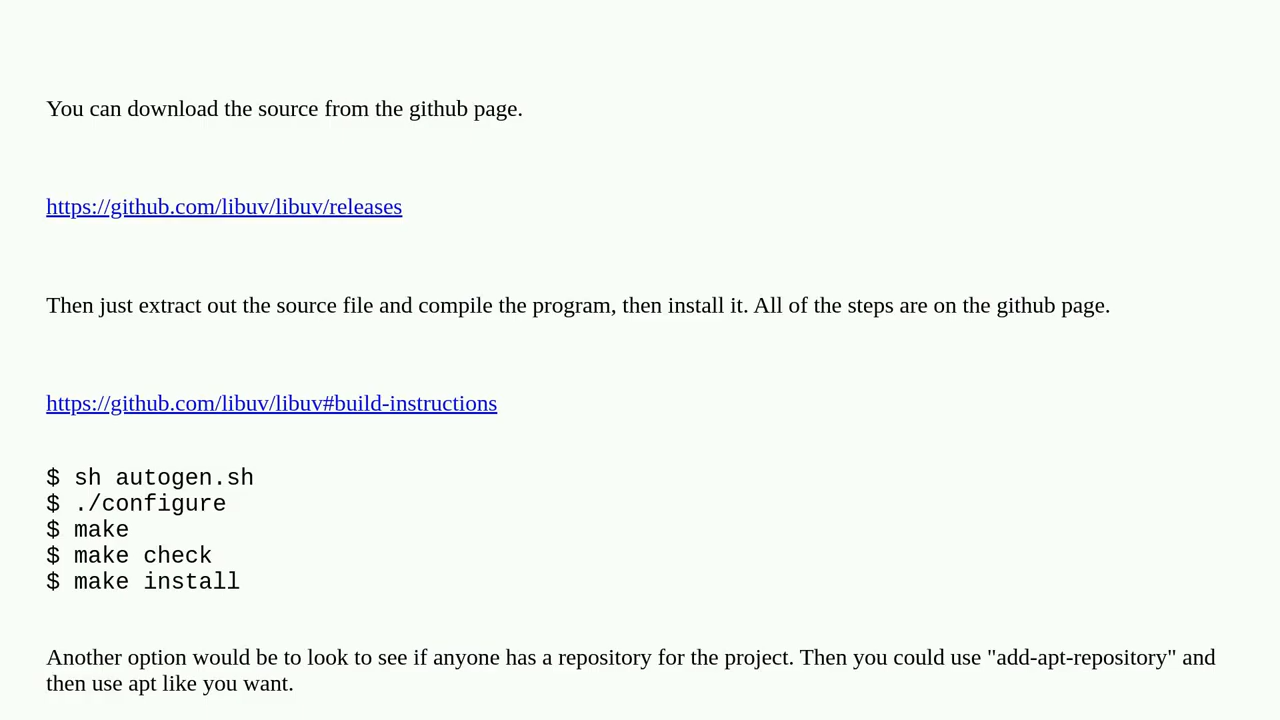 You can download the source from the github page.
https://github.com/libuv/libuv/releases
Then just extract out the source file and compile the program, then install it. All of the steps are on the github page.
https://github.com/libuv/libuv#build-instructions
$ sh autogen.sh
$ ./configure
$ make
$ make check
$ make install
Another option would be to look to see if anyone has a repository for the project. Then you could use "add-apt-repository" and
then use apt like you want.